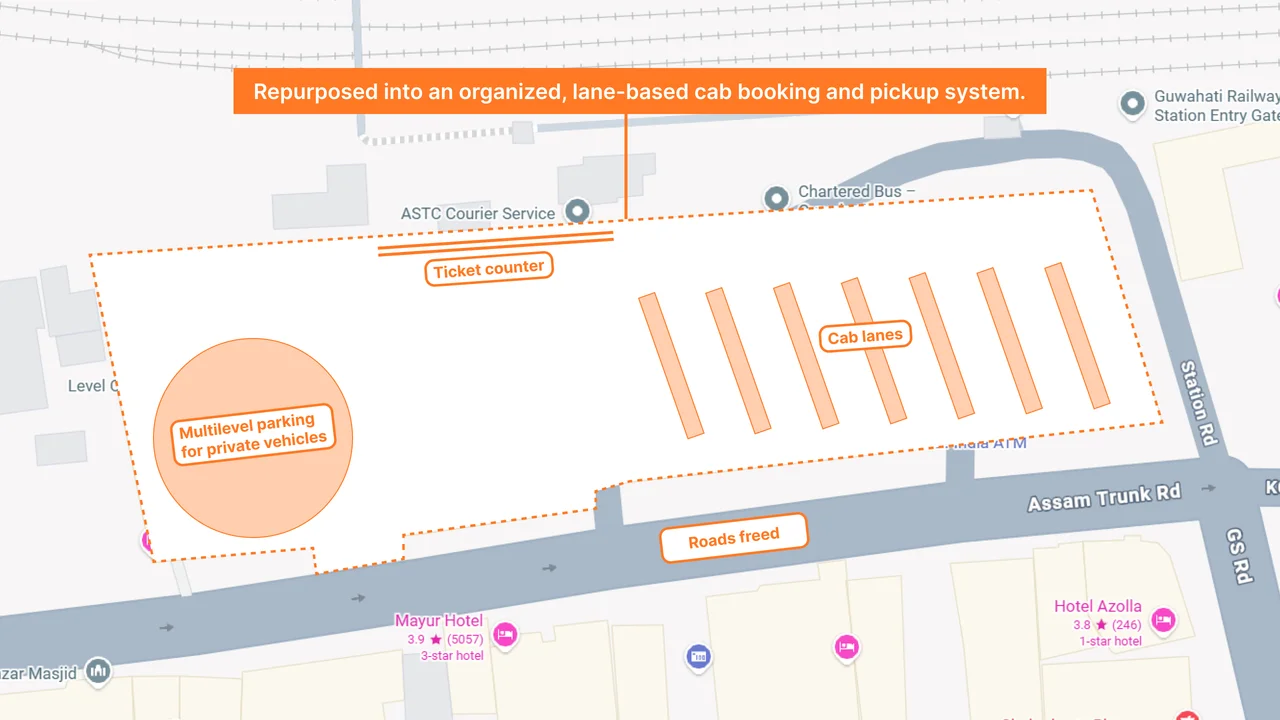 Repurposed into an organized, lane-based cab booking and pickup system.
Guwahati Railway
Station Entry Gate
Chartered Bus –
ASTC Courier Service
Ticket counter
Cab lanes
Level
Multilevel parking
for private vehicles
Station Rd
ATM
Assam Trunk Rd
Roads freed
GS Rd
Mayur Hotel
3.9 ★ (5057)
3-star hotel
Hotel Azolla
3.8 ★ (246)
1-star hotel
zar Masjid